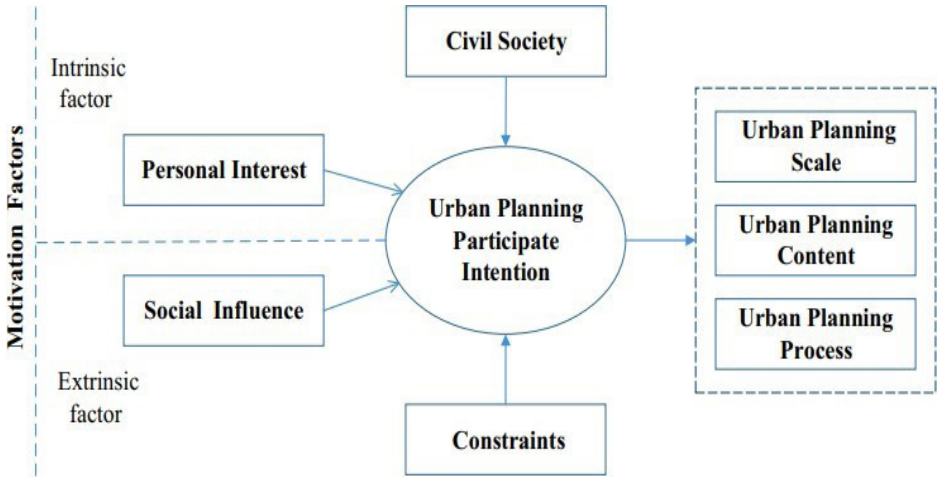 Motivation Factors
Intrinsic
factor
Civil Society
Personal Interest
Urban Planning
Participate
Intention
Social Influence
Extrinsic
factor
Constraints
Urban Planning
Scale
Urban Planning
Content
Urban Planning
Process